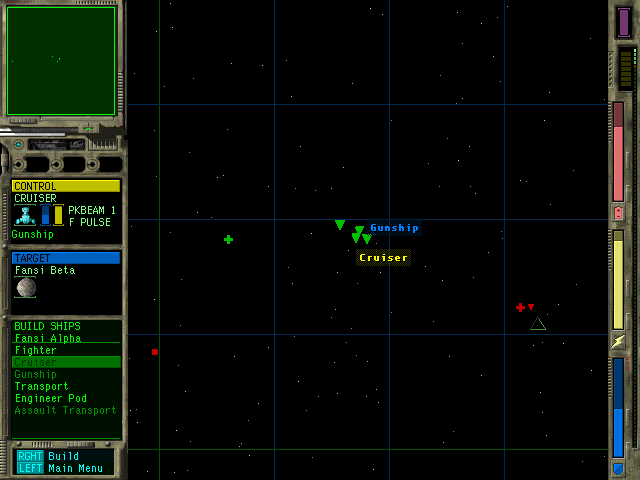 CONTROL
CRUISER
PKBEAM 1
F PULSE
Gunship
TARGET
Fansi Beta
BUILD SHIPS
Fansi Alpha
Fighter
Cruiser
Gunship
Transport
Engineer Pod
Assault Transport
RGHT Build
LEFT Main Menu
Gunship
Cruiser